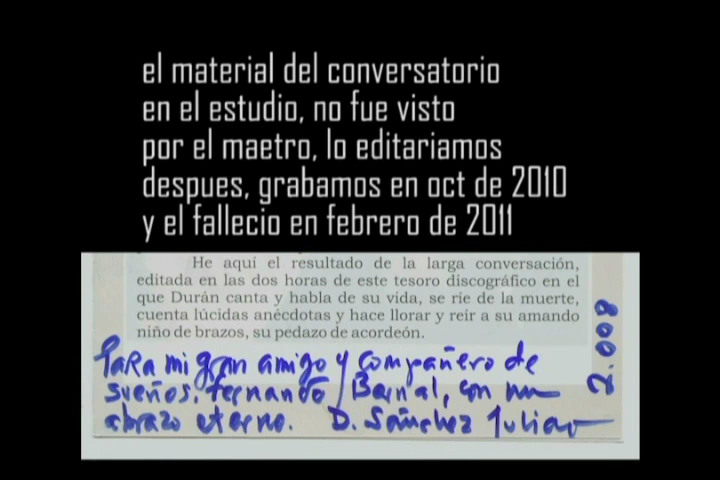 el material del conversatorio
en el estudio, no fue visto
por el maetro, lo editariamos
despues, grabamos en oct de 2010
y el fallecio en febrero de 2011
He aquí el resultado de la larga conversación,
editada en las dos horas de este tesoro discográfico en el
que Durán canta y habla de su vida, se ríe de la muerte,
cuenta lúcidas anécdotas y hace llorar y reír a su amando
niño de brazos, su pedazo de acordeón.
Para mi gran amigo y compañero de
sueños, Fernando Bernal, con un
abrazo eterno. D. Sánchez Juliao
2.008